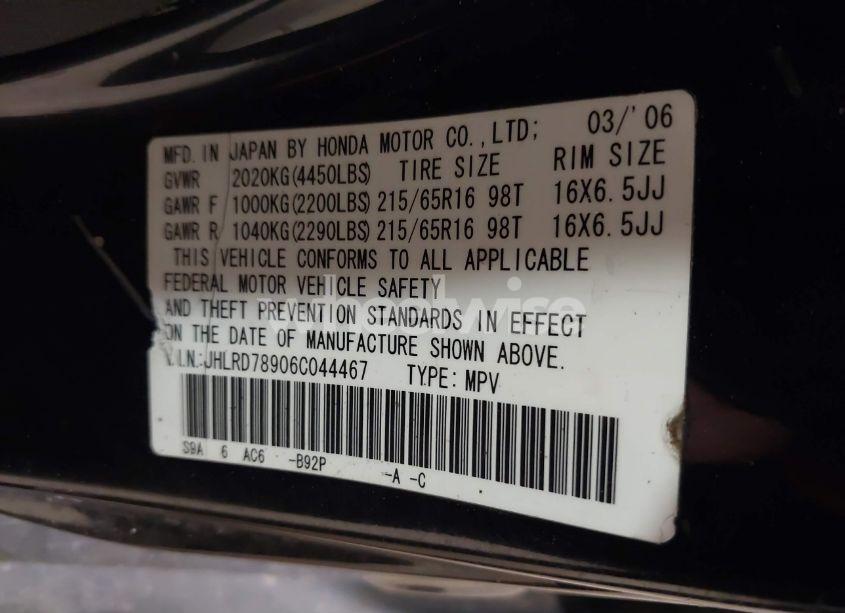 MFD. IN JAPAN BY HONDA MOTOR CO.,LTD; 03/'06
GVWR 2020KG(4450LBS) TIRE SIZE RIM SIZE
GAWR F 1000KG(2200LBS) 215/65R16 98T 16X6.5JJ
GAWR R 1040KG(2290LBS) 215/65R16 98T 16X6.5JJ
THIS VEHICLE CONFORMS TO ALL APPLICABLE
FEDERAL MOTOR VEHICLE SAFETY
AND THEFT PREVENTION STANDARDS IN EFFECT
ON THE DATE OF MANUFACTURE SHOWN ABOVE.
V.I.N.:JHLRD78906C044467 TYPE: MPV
S9A 6 AC6 -B92P -A -C
wheelwise